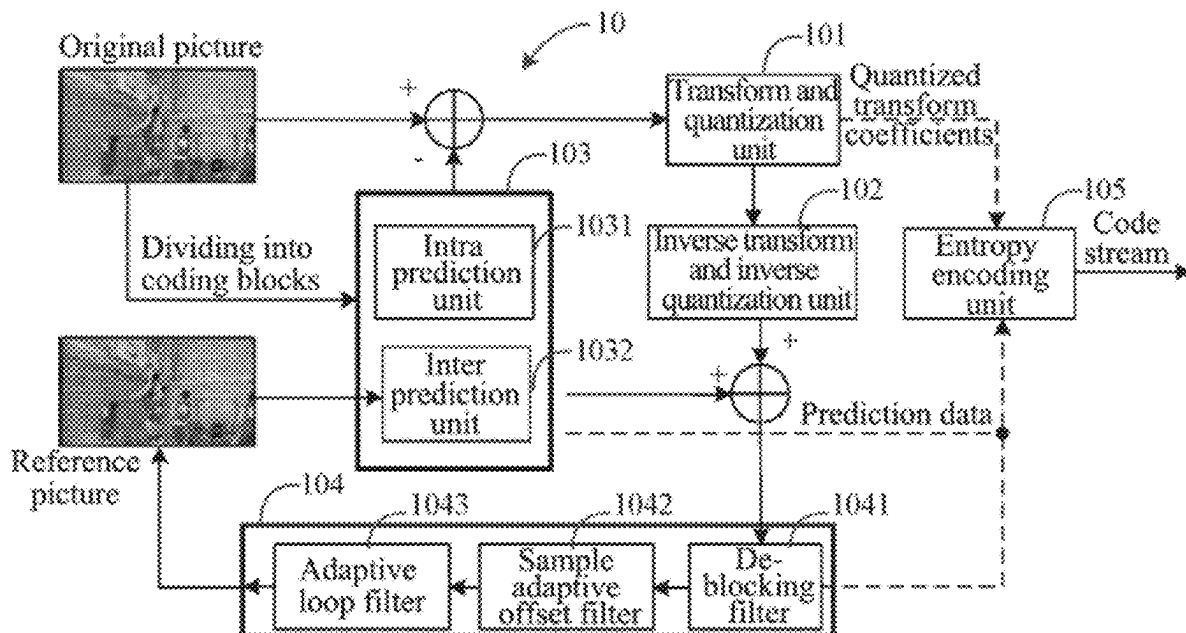 Original picture
10
101
Transform and
quantization
unit
Quantized
transform
coefficients
+
-
103
102
105
Dividing into
coding blocks
Intra
prediction
unit
1031
Inverse transform
and inverse
quantization unit
Entropy
encoding
unit
Code
stream
Inter
prediction
unit
1032
+
+
Prediction data
Reference
picture
104
1043
1042
1041
Adaptive
loop filter
Sample
adaptive
offset filter
De-
blocking
filter